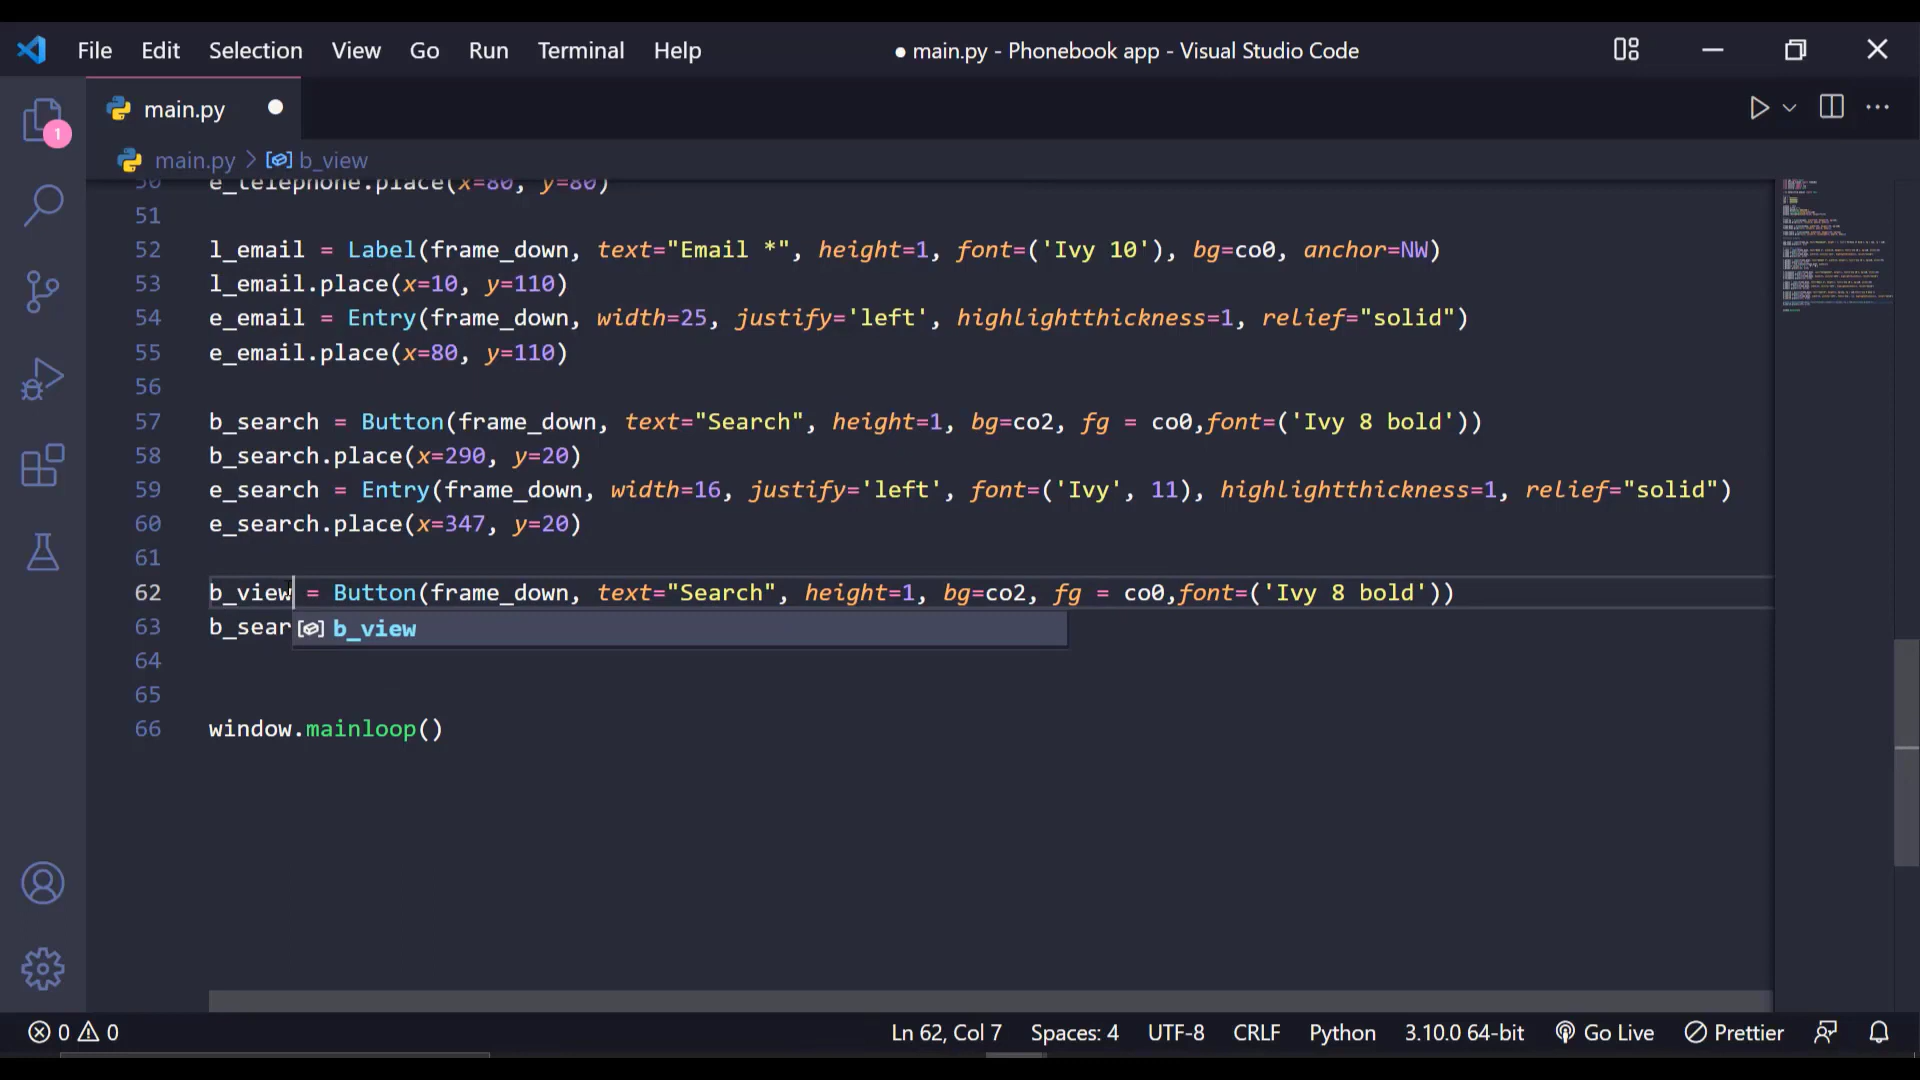 File Edit Selection View Go Run Terminal Help ● main.py - Phonebook app - Visual Studio Code
main.py
1
main.py > b_view
50 e_telephone.place(x=80, y=80)
51
52 l_email = Label(frame_down, text="Email *", height=1, font=('Ivy 10'), bg=co0, anchor=NW)
53 l_email.place(x=10, y=110)
54 e_email = Entry(frame_down, width=25, justify='left', highlightthickness=1, relief="solid")
55 e_email.place(x=80, y=110)
56
57 b_search = Button(frame_down, text="Search", height=1, bg=co2, fg = co0,font=('Ivy 8 bold'))
58 b_search.place(x=290, y=20)
59 e_search = Entry(frame_down, width=16, justify='left', font=('Ivy', 11), highlightthickness=1, relief="solid")
60 e_search.place(x=347, y=20)
61
62 b_view = Button(frame_down, text="Search", height=1, bg=co2, fg = co0,font=('Ivy 8 bold'))
63 b_sear b_view
64
65
66 window.mainloop()
0 0 Ln 62, Col 7 Spaces: 4 UTF-8 CRLF Python 3.10.0 64-bit Go Live Prettier